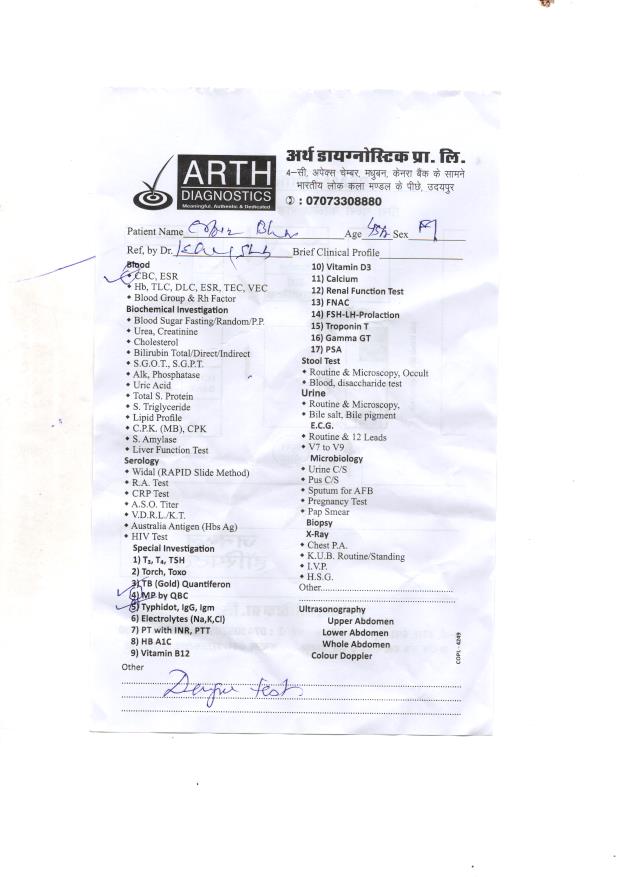 ARTH
DIAGNOSTICS
Meaningful, Authentic & Dedicated
अर्थ डायग्नोस्टिक प्रा. लि.
4-सी, अपेक्स चेम्बर, मधुबन, केनरा बैंक के सामने
भारतीय लोक कला मण्डल के पीछे, उदयपुर
: 07073308880
Patient Name Age Sex
Ref, by Dr. Brief Clinical Profile
Blood
CBC, ESR
Hb, TLC, DLC, ESR, TEC, VEC
Blood Group & Rh Factor
Biochemical Investigation
Blood Sugar Fasting/Random/P.P.
Urea, Creatinine
Cholesterol
Bilirubin Total/Direct/Indirect
S.G.O.T., S.G.P.T.
Alk, Phosphatase
Uric Acid
Total S. Protein
S. Triglyceride
Lipid Profile
C.P.K. (MB), CPK
S. Amylase
Liver Function Test
Serology
Widal (RAPID Slide Method)
R.A. Test
CRP Test
A.S.O. Titer
V.D.R.L./K.T.
Australia Antigen (Hbs Ag)
HIV Test
Special Investigation
1) T₃, T₄, TSH
2) Torch, Toxo
3) TB (Gold) Quantiferon
4) MP by QBC
5) Typhidot, IgG, Igm
6) Electrolytes (Na,K,Cl)
7) PT with INR, PTT
8) HB A1C
9) Vitamin B12
10) Vitamin D3
11) Calcium
12) Renal Function Test
13) FNAC
14) FSH-LH-Prolaction
15) Troponin T
16) Gamma GT
17) PSA
Stool Test
Routine & Microscopy, Occult
Blood, disaccharide test
Urine
Routine & Microscopy,
Bile salt, Bile pigment
E.C.G.
Routine & 12 Leads
V7 to V9
Microbiology
Urine C/S
Pus C/S
Sputum for AFB
Pregnancy Test
Pap Smear
Biopsy
X-Ray
Chest P.A.
K.U.B. Routine/Standing
I.V.P.
H.S.G.
Other
Ultrasonography
Upper Abdomen
Lower Abdomen
Whole Abdomen
Colour Doppler
COPL - 4249
Other
Dengue test